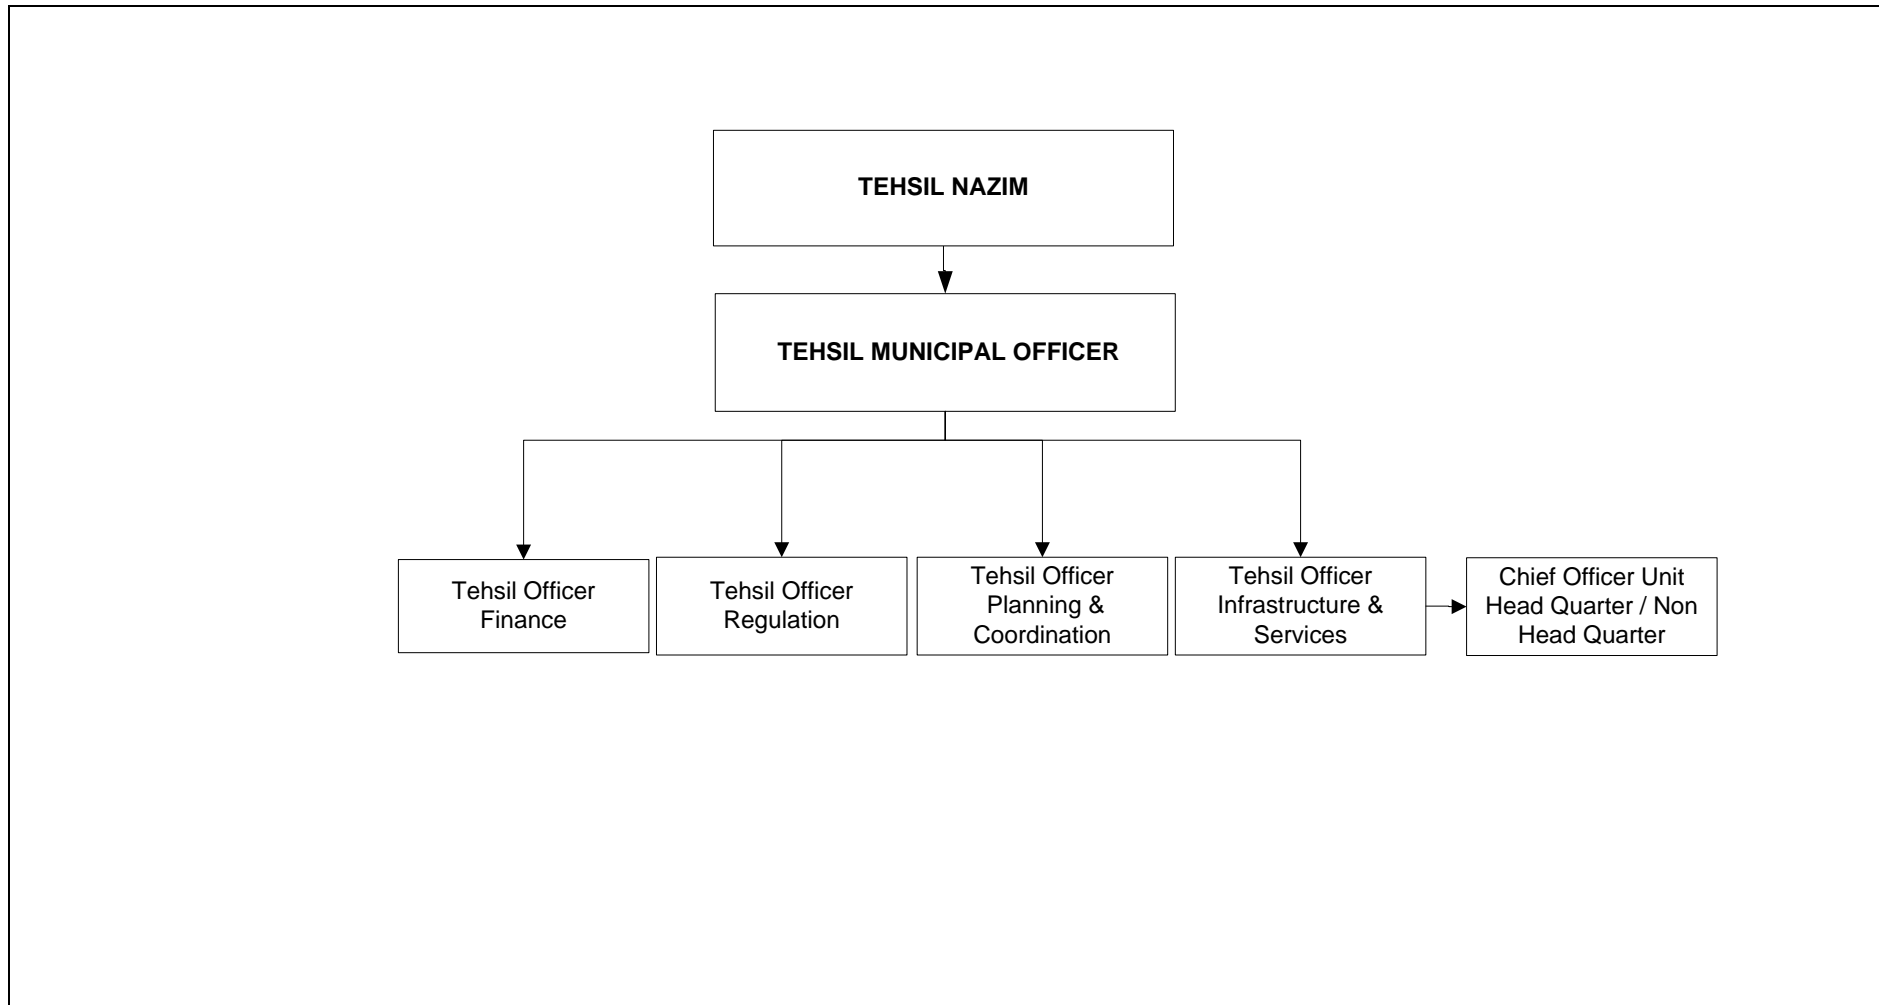 TEHSIL NAZIM
TEHSIL MUNICIPAL OFFICER
Tehsil Officer
Finance
Tehsil Officer
Regulation
Tehsil Officer
Planning &
Coordination
Tehsil Officer
Infrastructure &
Services
Chief Officer Unit
Head Quarter / Non
Head Quarter